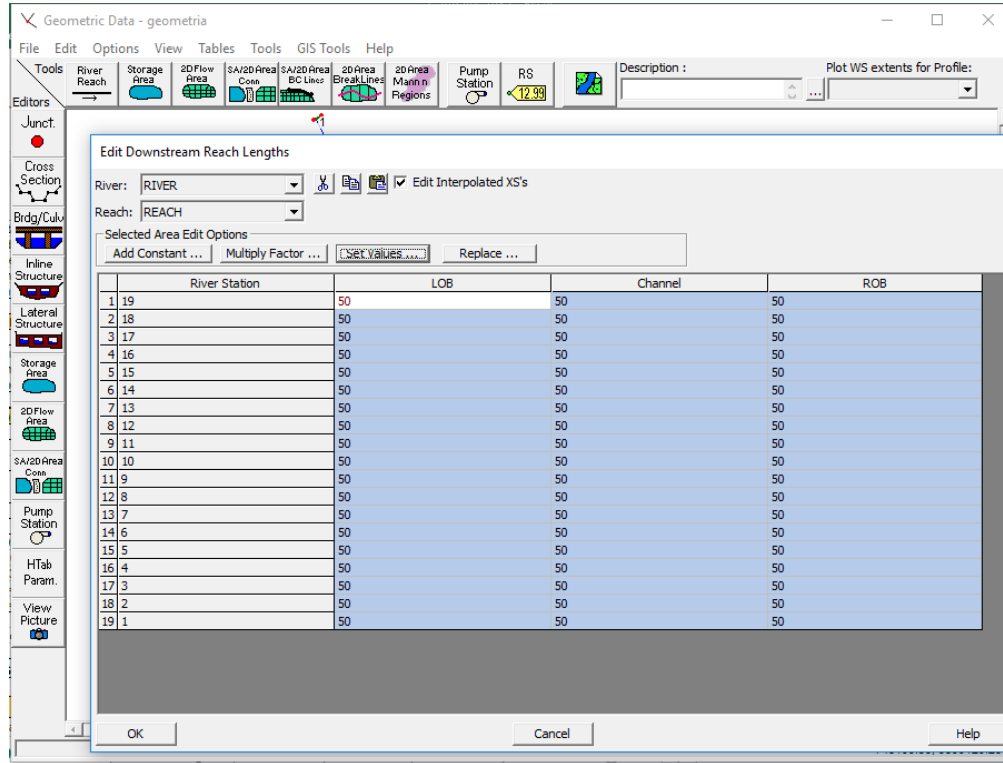 Geometric Data - geometria
File Edit Options View Tables Tools GIS Tools Help
Tools
Editors
River Reach
Storage Area
2D Flow Area
SA/2D Area Conn
SA/2D Area BC Lines
2D Area BreakLines
2D Area Mann n Regions
Pump Station
RS
12.99
Description :
...
Plot WS extents for Profile:
Junct.
Cross Section
Brdg/Culv
Inline Structure
Lateral Structure
Storage Area
2D Flow Area
SA/2D Area Conn
Pump Station
HTab Param.
View Picture
1
Edit Downstream Reach Lengths
River: RIVER
Edit Interpolated XS's
Reach: REACH
Selected Area Edit Options
Add Constant ... Multiply Factor ... Set Values ... Replace ...
River Station LOB Channel ROB
1 19 50 50 50
2 18 50 50 50
3 17 50 50 50
4 16 50 50 50
5 15 50 50 50
6 14 50 50 50
7 13 50 50 50
8 12 50 50 50
9 11 50 50 50
10 10 50 50 50
11 9 50 50 50
12 8 50 50 50
13 7 50 50 50
14 6 50 50 50
15 5 50 50 50
16 4 50 50 50
17 3 50 50 50
18 2 50 50 50
19 1 50 50 50
OK Cancel Help